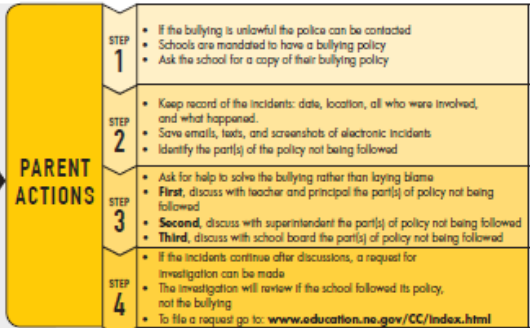 PARENT
ACTIONS
STEP
1
• If the bullying is unlawful the police can be contacted
• Schools are mandated to have a bullying policy
• Ask the school for a copy of their bullying policy
STEP
2
• Keep record of the incidents: date, location, all who were involved,
and what happened.
• Save emails, texts, and screenshots of electronic incidents
• Identify the part(s) of the policy not being followed
STEP
3
• Ask for help to solve the bullying rather than laying blame
• First, discuss with teacher and principal the part(s) of policy not being
followed
• Second, discuss with superintendent the part(s) of policy not being followed
• Third, discuss with school board the part(s) of policy not being followed
STEP
4
• If the incidents continue after discussions, a request for
investigation can be made
• The investigation will review if the school followed its policy,
not the bullying
• To file a request go to: www.education.ne.gov/CC/index.html